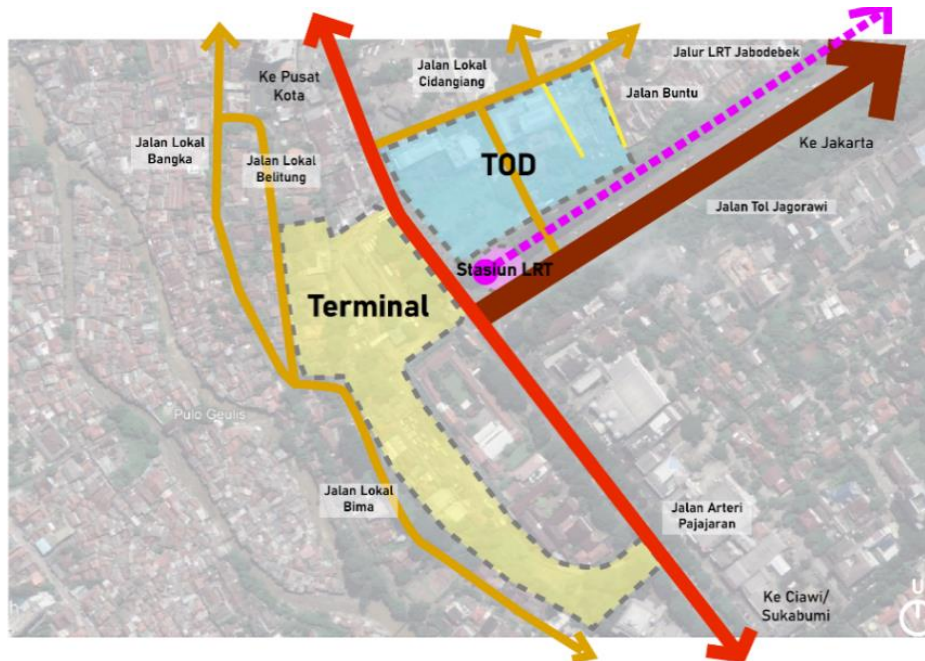 Jalur LRT Jabodebek
Jalan Lokal
Cidangiang
Ke Pusat
Kota
Jalan Buntu
Jalan Lokal
Bangka
Jalan Lokal
Belitung
TOD
Ke Jakarta
Jalan Tol Jagorawi
Stasiun LRT
Terminal
Pulo Geulis
Jalan Lokal
Bima
Jalan Arteri
Pajajaran
Ke Ciawi/
Sukabumi
U